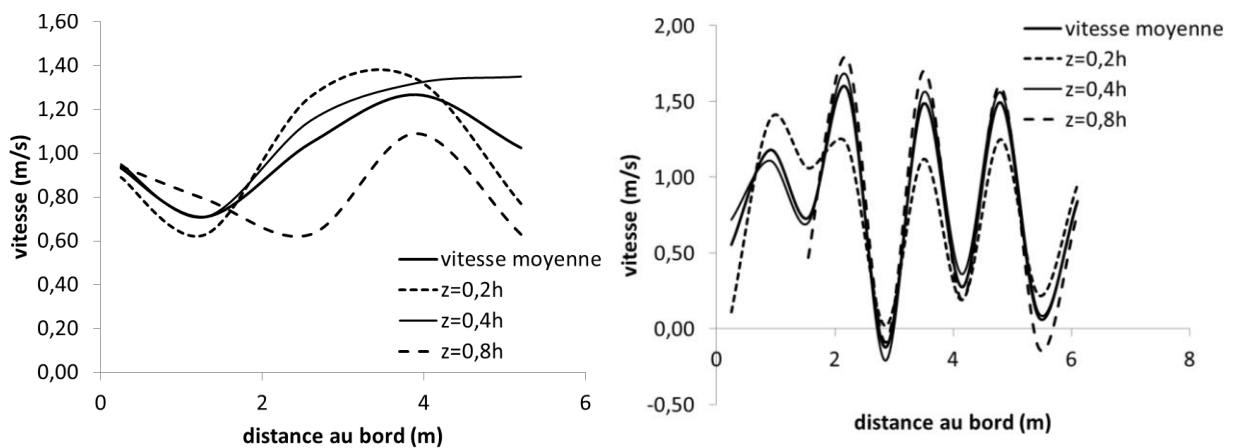 1,60
1,40
1,20
1,00
0,80
0,60
0,40
0,20
0,00
0
2
4
6
vitesse (m/s)
distance au bord (m)
vitesse moyenne
z=0,2h
z=0,4h
z=0,8h
2,00
1,50
1,00
0,50
0,00
-0,50
0
2
4
6
8
vitesse (m/s)
distance au bord (m)
vitesse moyenne
z=0,2h
z=0,4h
z=0,8h